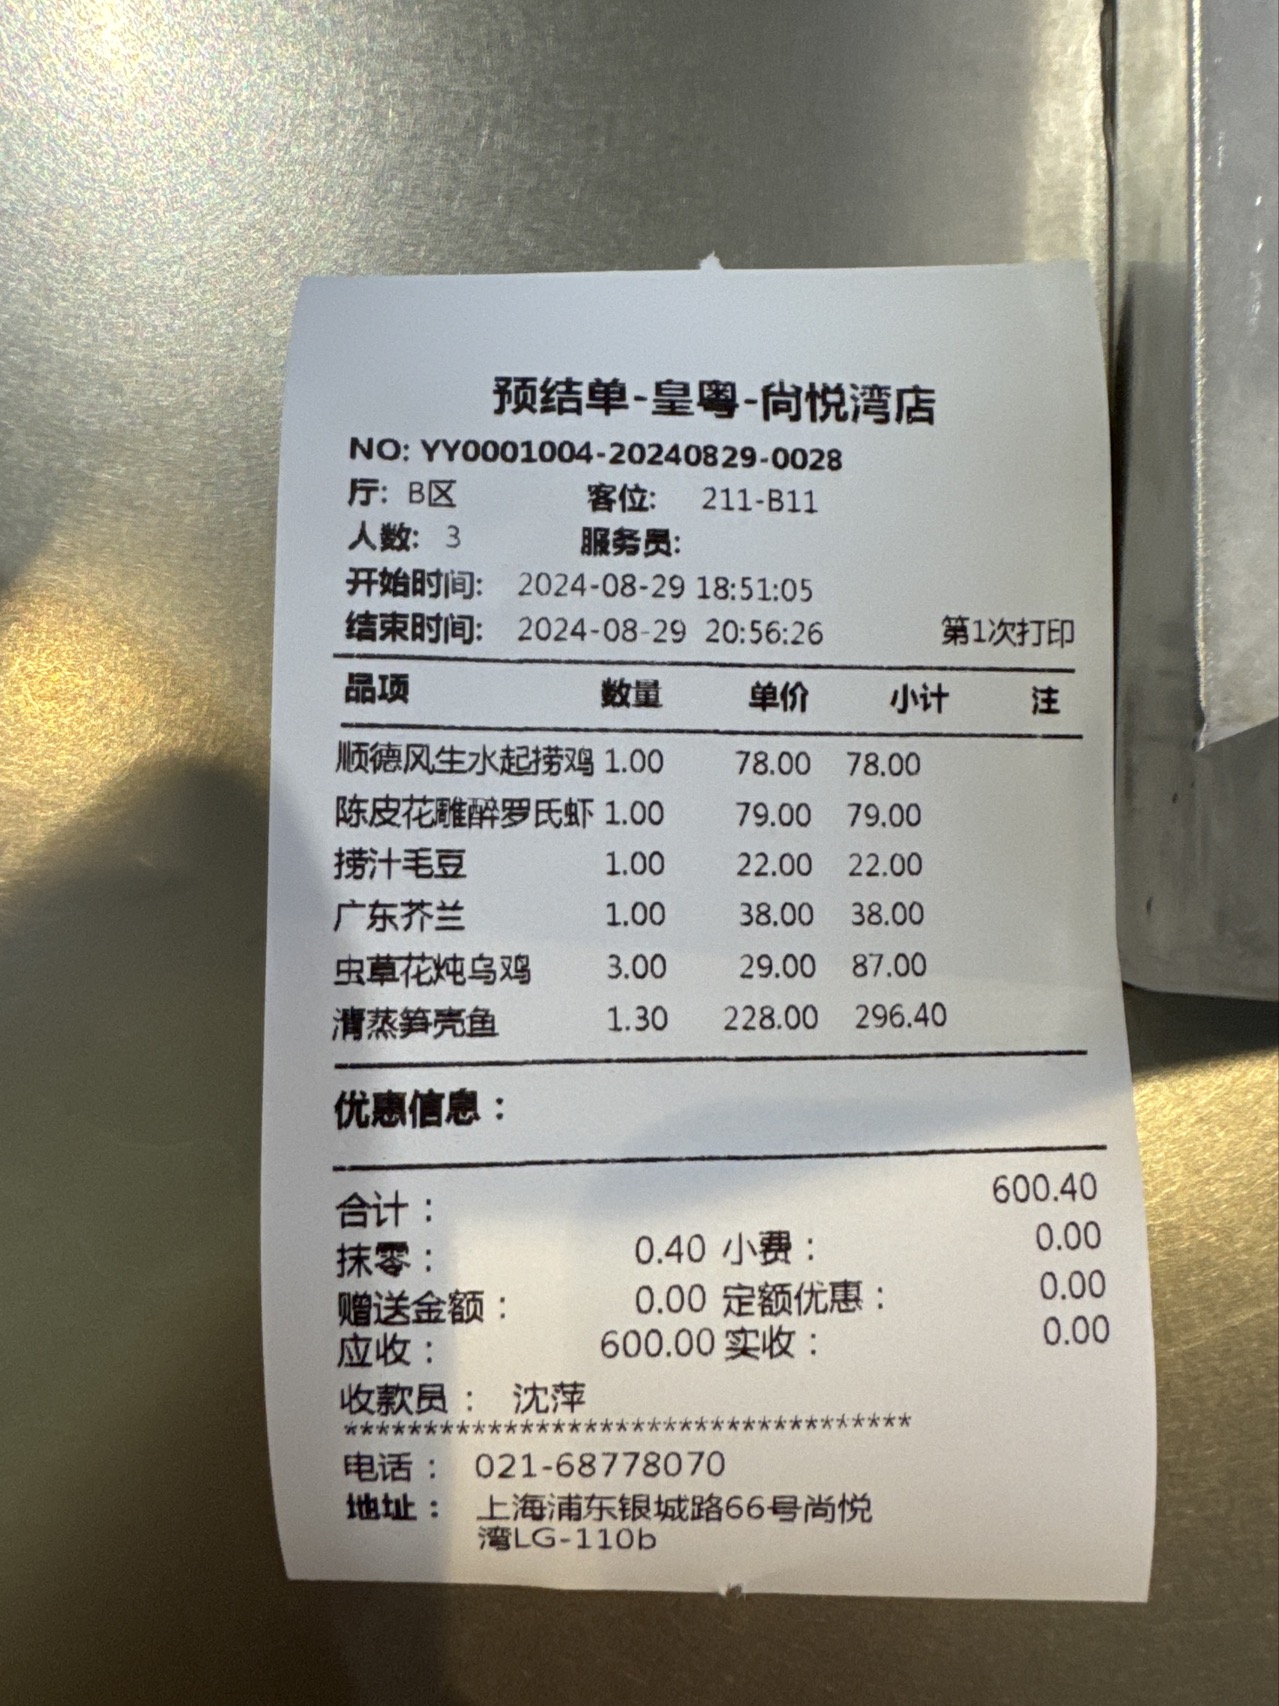 预结单-皇粤-尚悦湾店
NO: YY0001004-20240829-0028
厅: B区 客位: 211-B11
人数: 3 服务员:
开始时间: 2024-08-29 18:51:05
结束时间: 2024-08-29 20:56:26 第1次打印
品项 数量 单价 小计 注
顺德风生水起捞鸡 1.00 78.00 78.00
陈皮花雕醉罗氏虾 1.00 79.00 79.00
捞汁毛豆 1.00 22.00 22.00
广东芥兰 1.00 38.00 38.00
虫草花炖乌鸡 3.00 29.00 87.00
清蒸笋壳鱼 1.30 228.00 296.40
优惠信息：
合计： 600.40
抹零： 0.40 小费： 0.00
赠送金额： 0.00 定额优惠： 0.00
应收： 600.00 实收： 0.00
收款员： 沈萍
************************************
电话： 021-68778070
地址： 上海浦东银城路66号尚悦
湾LG-110b